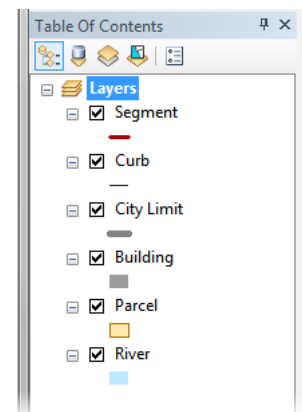 Table Of Contents
Layers
Segment
Curb
City Limit
Building
Parcel
River